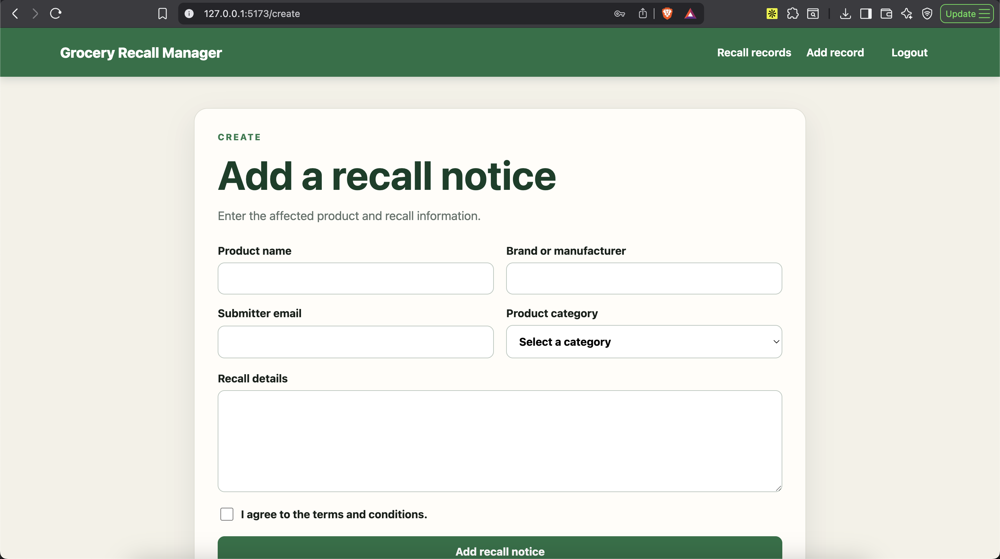 127.0.0.1:5173/create
Update
Grocery Recall Manager
Recall records
Add record
Logout
CREATE
Add a recall notice
Enter the affected product and recall information.
Product name
Brand or manufacturer
Submitter email
Product category
Select a category
Recall details
I agree to the terms and conditions.
Add recall notice